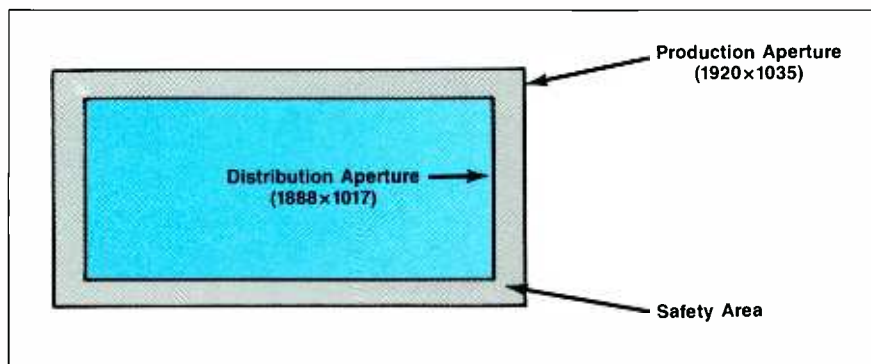 Production Aperture
(1920×1035)
Distribution Aperture
(1888×1017)
Safety Area